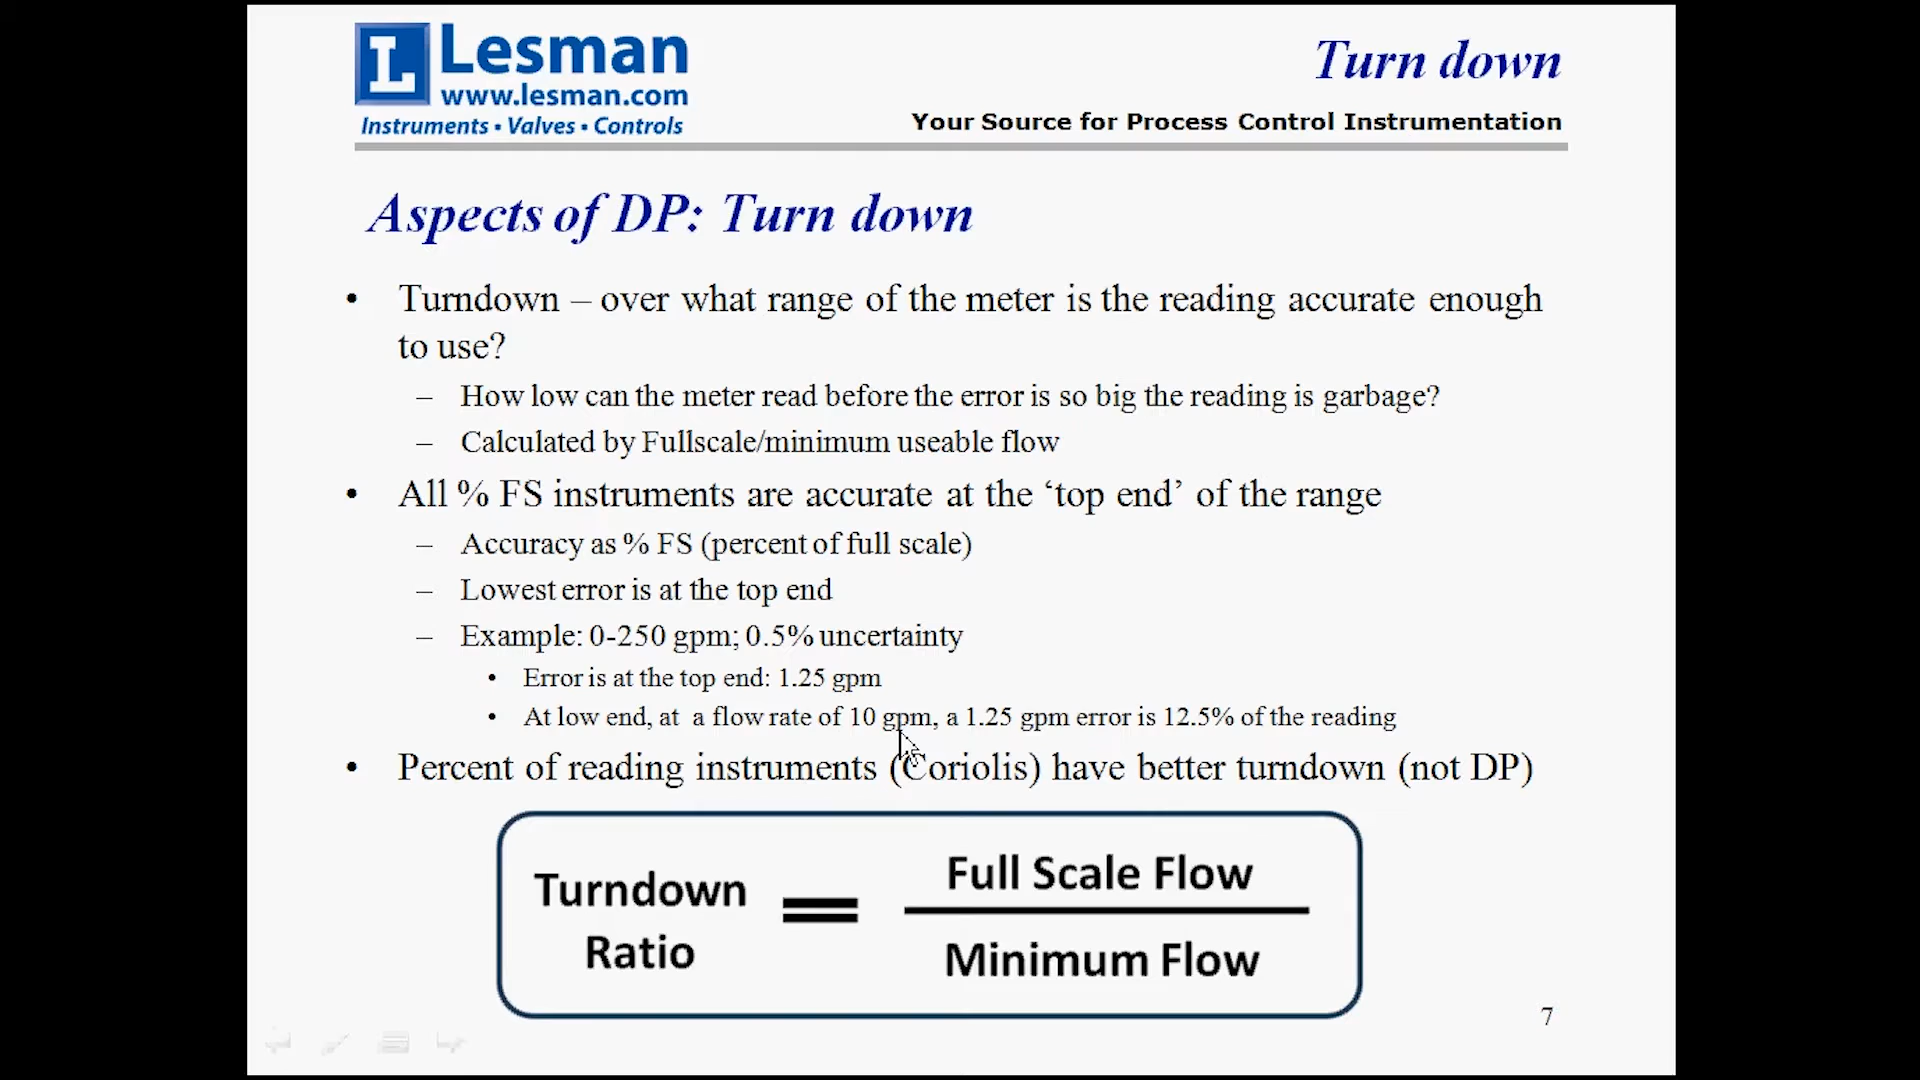 Lesman
www.lesman.com
Instruments • Valves • Controls
Turn down
Your Source for Process Control Instrumentation
Aspects of DP: Turn down
• Turndown – over what range of the meter is the reading accurate enough
to use?
– How low can the meter read before the error is so big the reading is garbage?
– Calculated by Fullscale/minimum useable flow
• All % FS instruments are accurate at the ‘top end’ of the range
– Accuracy as % FS (percent of full scale)
– Lowest error is at the top end
– Example: 0-250 gpm; 0.5% uncertainty
• Error is at the top end: 1.25 gpm
• At low end, at a flow rate of 10 gpm, a 1.25 gpm error is 12.5% of the reading
• Percent of reading instruments (Coriolis) have better turndown (not DP)
Turndown
Ratio
=
Full Scale Flow
Minimum Flow
7